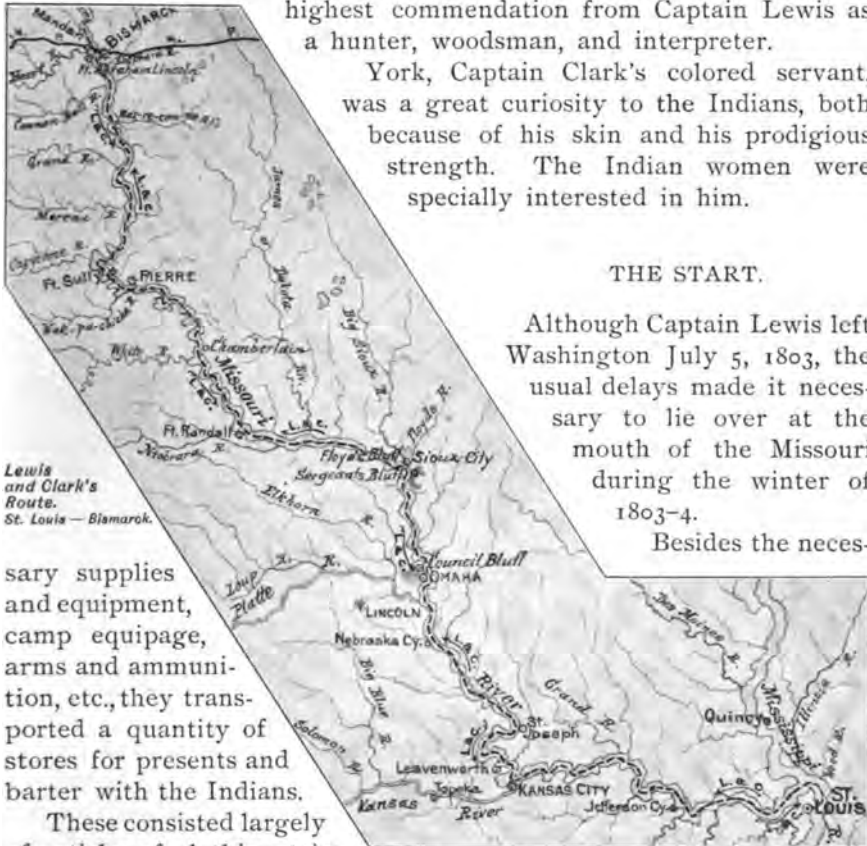 highest commendation from Captain Lewis as
a hunter, woodsman, and interpreter.
York, Captain Clark's colored servant,
was a great curiosity to the Indians, both
because of his skin and his prodigious
strength. The Indian women were
specially interested in him.
THE START.
Although Captain Lewis left
Washington July 5, 1803, the
usual delays made it neces-
sary to lie over at the
mouth of the Missouri
during the winter of
1803-4.
Besides the neces-
sary supplies
and equipment,
camp equipage,
arms and ammuni-
tion, etc., they trans-
ported a quantity of
stores for presents and
barter with the Indians.
These consisted largely
Lewis
and Clark's
Route.
St. Louis — Bismarck.
Mandan
BISMARCK
Ft. Abraham Lincoln
Heart
Cannon
L. & C.
Grand R.
L. & C.
Moreau R.
Cheyenne R.
Ft. Sully
PIERRE
James
or
Dakota
Riv.
Big Sioux R.
Floyd's R.
White R.
Chamberlain
Missouri
L. & C.
Ft. Randall
L. & C.
Niobrara R.
Floyd's Bluff
Sioux City
Sergeants Bluff
Elkhorn
R.
Loup R.
Platte
R.
L. & C.
Council Bluff
OMAHA
LINCOLN
Nebraska Cy.
L. & C.
RIVER
Big Blue
R.
Grand R.
St.
Joseph
L. & C.
Solomon
Leavenworth
Topeka
KANSAS CITY
Kansas
River
Jefferson Cy.
L. & C.
Des Moines
R.
Quincy
Mississippi
Illinois
R.
ST.
LOUIS
R.